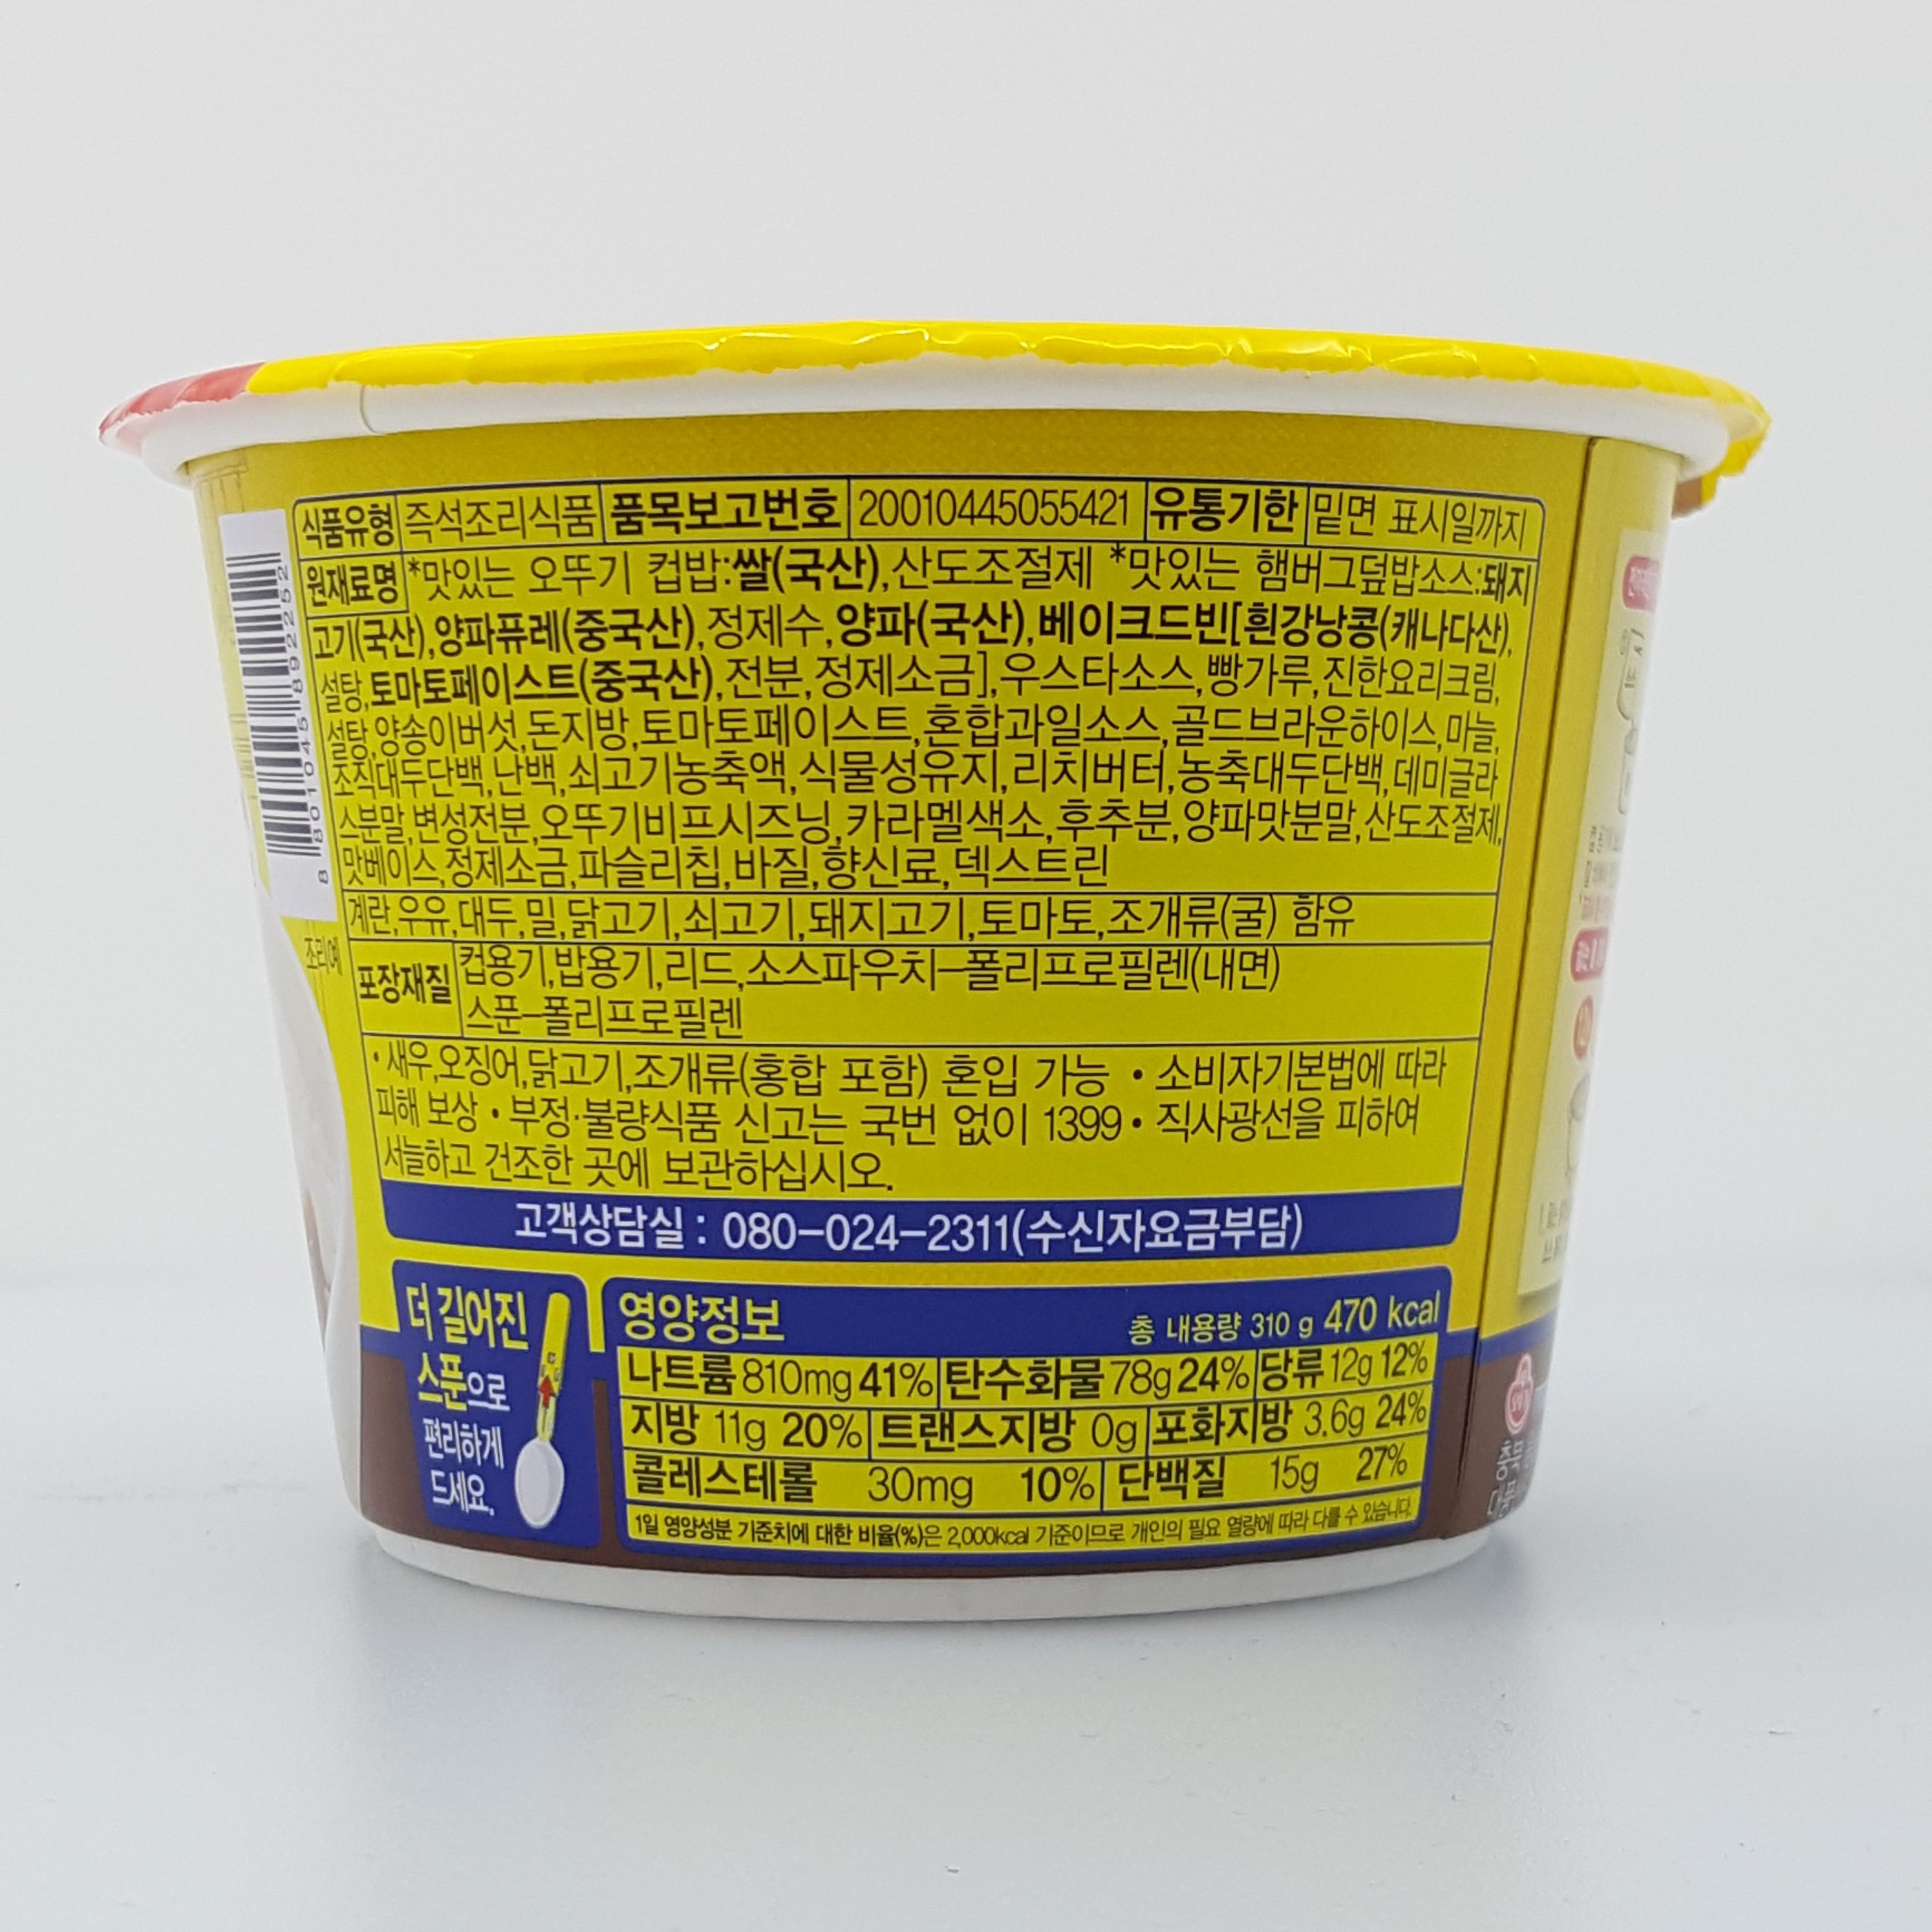 식품유형 즉석조리식품 품목보고번호 20010445055421 유통기한 밑면 표시일까지
원재료명 *맛있는 오뚜기 컵밥:쌀(국산),산도조절제 *맛있는 햄버그덮밥소스:돼지
고기(국산),양파퓨레(중국산),정제수,양파(국산),베이크드빈[흰강낭콩(캐나다산),
설탕,토마토페이스트(중국산),전분,정제소금],우스타소스,빵가루,진한요리크림,
설탕,양송이버섯,돈지방,토마토페이스트,혼합과일소스,골드브라운하이스,마늘,
조직대두단백,난백,쇠고기농축액,식물성유지,리치버터,농축대두단백,데미글라
스분말,변성전분,오뚜기비프시즈닝,카라멜색소,후추분,양파맛분말,산도조절제,
맛베이스,정제소금,파슬리칩,바질,향신료,덱스트린
계란,우유,대두,밀,닭고기,쇠고기,돼지고기,토마토,조개류(굴) 함유
포장재질 컵용기,밥용기,리드,소스파우치-폴리프로필렌(내면)
스푼-폴리프로필렌
• 새우,오징어,닭고기,조개류(홍합 포함) 혼입 가능 • 소비자기본법에 따라
피해 보상 • 부정·불량식품 신고는 국번 없이 1399 • 직사광선을 피하여
서늘하고 건조한 곳에 보관하십시오.
고객상담실 : 080-024-2311(수신자요금부담)
8 801045 892252
조리예
더 길어진
스푼으로
편리하게
드세요.
영양정보 총 내용량 310 g 470 kcal
나트륨 810mg 41% 탄수화물 78g 24% 당류 12g 12%
지방 11g 20% 트랜스지방 0g 포화지방 3.6g 24%
콜레스테롤 30mg 10% 단백질 15g 27%
1일 영양성분 기준치에 대한 비율(%)은 2,000kcal 기준이므로 개인의 필요 열량에 따라 다를 수 있습니다.